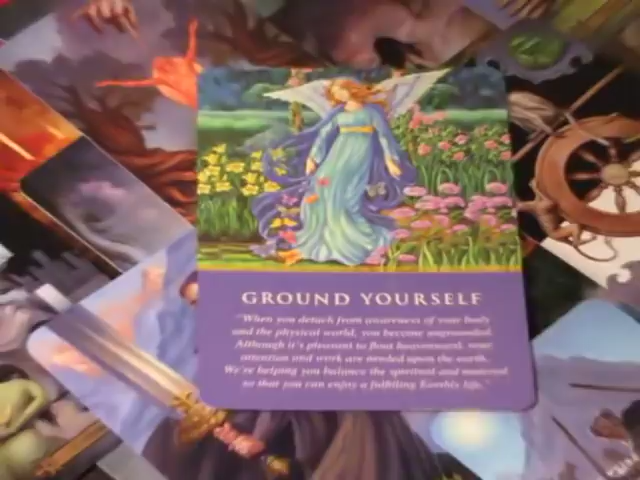 GROUND YOURSELF
"When you detach from awareness of your body
and the physical world, you become ungrounded.
Although it's pleasant to float heavenward, your
attention and work are needed upon the earth.
We're helping you balance the spiritual and material
so that you can enjoy a fulfilling Earthly life."